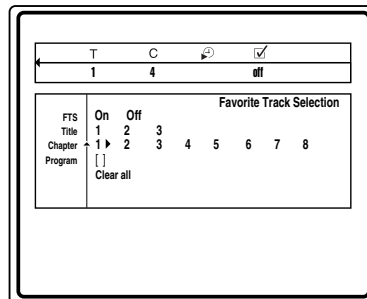 T C
1 4 off
Favorite Track Selection
FTS On Off
Title 1 2 3
Chapter 1 2 3 4 5 6 7 8
Program [ ]
Clear all